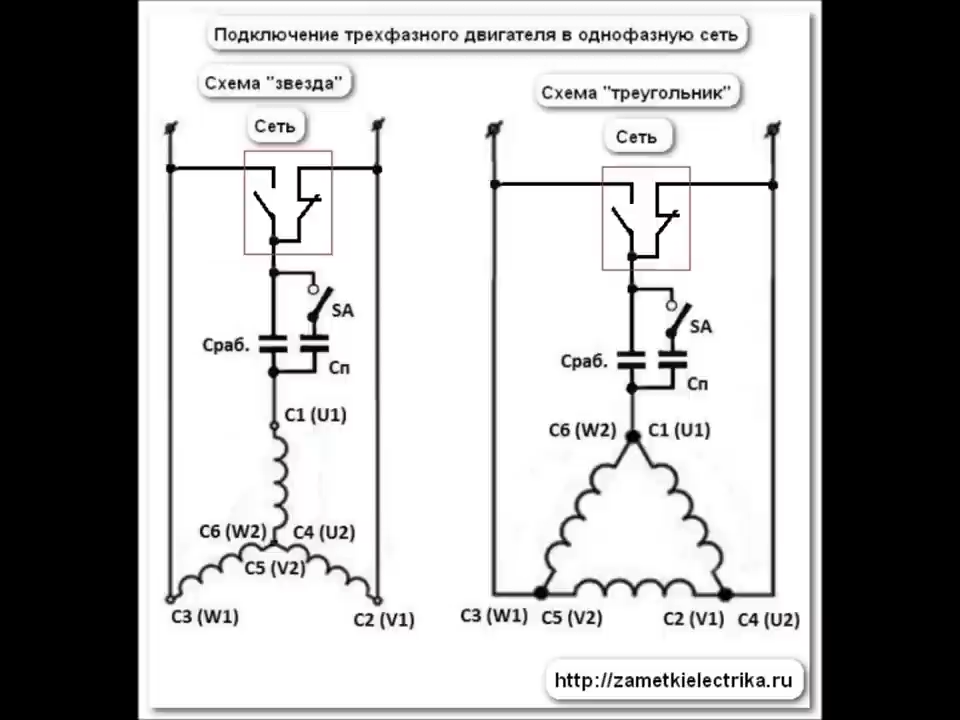 Подключение трехфазного двигателя в однофазную сеть
Схема "звезда"
Сеть
SA
Сраб.
Сп
C1 (U1)
C6 (W2)
C4 (U2)
C5 (V2)
C3 (W1)
C2 (V1)
Схема "треугольник"
Сеть
SA
Сраб.
Сп
C6 (W2)
C1 (U1)
C3 (W1)
C5 (V2)
C2 (V1)
C4 (U2)
http://zametkielectrika.ru